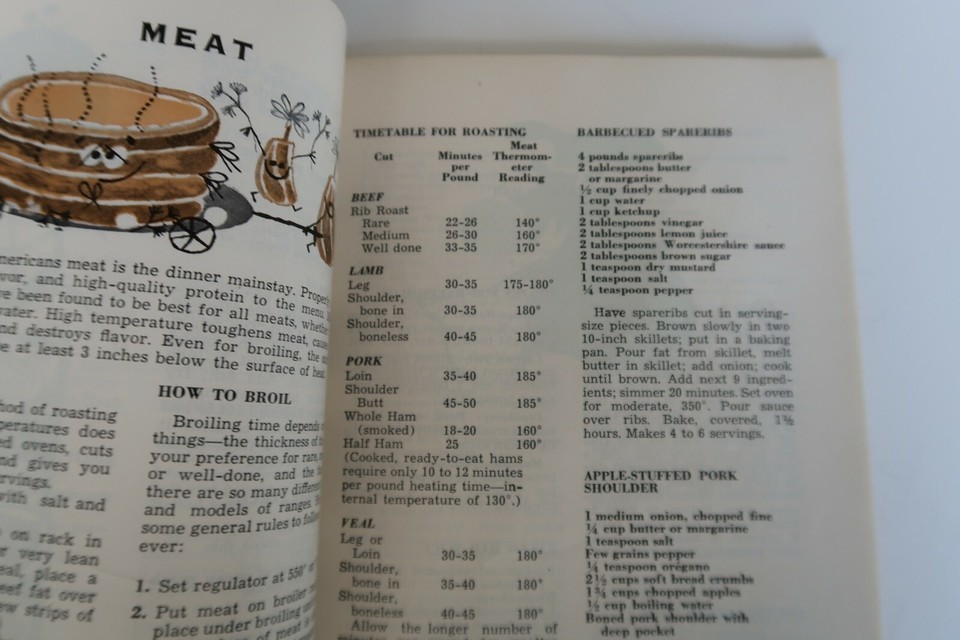 MEAT
mericans meat is the dinner mainstay.
vor, and high-quality protein to the menu.
ve been found to be best for all meats,
water. High temperature toughens meat,
nd destroys flavor. Even for broiling, the
e at least 3 inches below the surface of
hod of roasting
peratures does
ed ovens, cuts
nd gives you
rvings.
with salt and
on rack in
r very lean
eal, place a
eef fat over
ew strips of
HOW TO BROIL
Broiling time depends
things—the thickness of
your preference for rare,
or well-done, and the
there are so many
and models of ranges
some general rules to
ever:
1. Set regulator at 550°
2. Put meat on broiler
place under broiling
of meat
TIMETABLE FOR ROASTING
Cut Minutes per Pound Meat Thermom-eter Reading
BEEF
Rib Roast
Rare 22-26 140°
Medium 26-30 160°
Well done 33-35 170°
LAMB
Leg 30-35 175-180°
Shoulder,
bone in 30-35 180°
Shoulder,
boneless 40-45 180°
PORK
Loin 35-40 185°
Shoulder
Butt 45-50 185°
Whole Ham
(smoked) 18-20 160°
Half Ham 25 160°
(Cooked, ready-to-eat hams
require only 10 to 12 minutes
per pound heating time—in-
ternal temperature of 130°.)
VEAL
Leg or
Loin 30-35 180°
Shoulder,
bone in 35-40 180°
Shoulder,
boneless 40-45 180°
Allow the longer number of
BARBECUED SPARERIBS
4 pounds spareribs
2 tablespoons butter
or margarine
½ cup finely chopped onion
1 cup water
1 cup ketchup
2 tablespoons vinegar
2 tablespoons lemon juice
2 tablespoons Worcestershire sauce
2 tablespoons brown sugar
1 teaspoon dry mustard
1 teaspoon salt
¼ teaspoon pepper
Have spareribs cut in serving-
size pieces. Brown slowly in two
10-inch skillets; put in a baking
pan. Pour fat from skillet, melt
butter in skillet; add onion; cook
until brown. Add next 9 ingred-
ients; simmer 20 minutes. Set oven
for moderate, 350°. Pour sauce
over ribs. Bake, covered, 1½
hours. Makes 4 to 6 servings.
APPLE-STUFFED PORK
SHOULDER
1 medium onion, chopped fine
¼ cup butter or margarine
1 teaspoon salt
Few grains pepper
¼ teaspoon oregano
2½ cups soft bread crumbs
1¾ cups chopped apples
½ cup boiling water
Boned pork shoulder with
deep pocket